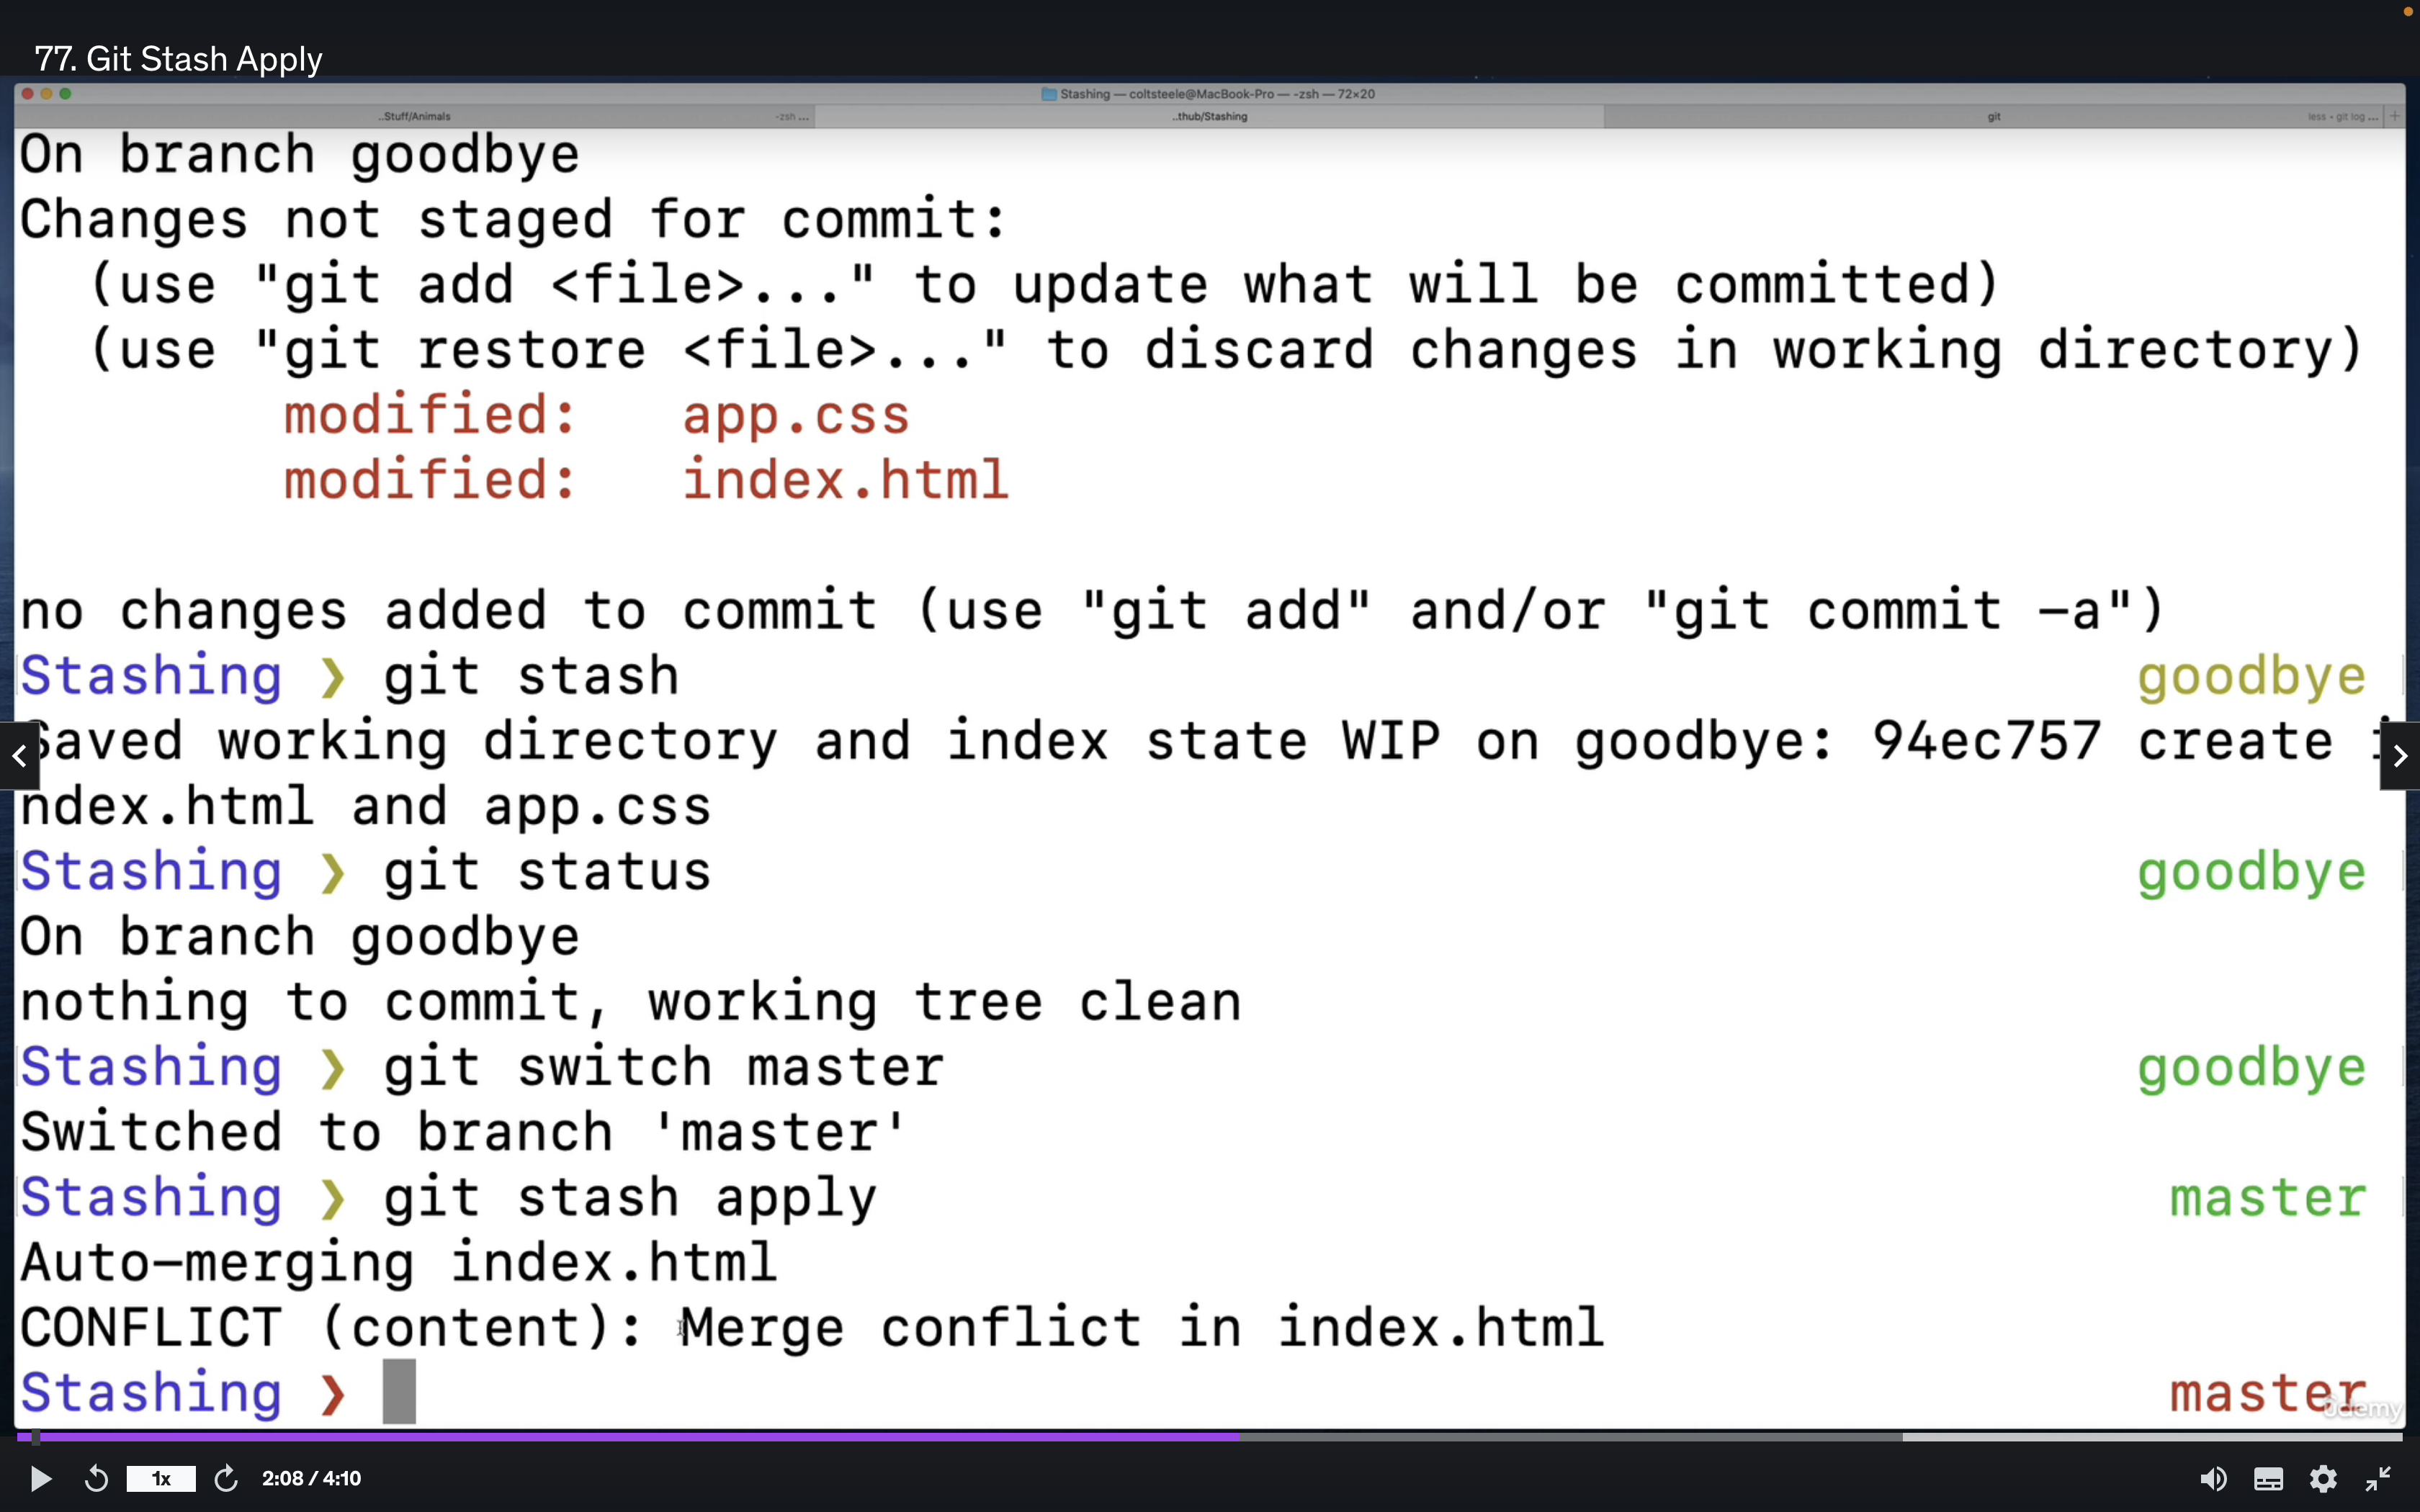 77. Git Stash Apply
Stashing — coltsteele@MacBook-Pro — -zsh — 72×20
..Stuff/Animals -zsh ... ..thub/Stashing git less • git log ...
On branch goodbye
Changes not staged for commit:
(use "git add <file>..." to update what will be committed)
(use "git restore <file>..." to discard changes in working directory)
modified: app.css
modified: index.html
no changes added to commit (use "git add" and/or "git commit -a")
Stashing ❯ git stash goodbye
Saved working directory and index state WIP on goodbye: 94ec757 create i
ndex.html and app.css
Stashing ❯ git status goodbye
On branch goodbye
nothing to commit, working tree clean
Stashing ❯ git switch master goodbye
Switched to branch 'master'
Stashing ❯ git stash apply master
Auto-merging index.html
CONFLICT (content): Merge conflict in index.html
Stashing ❯ master
ûdemy
1x 2:08 / 4:10